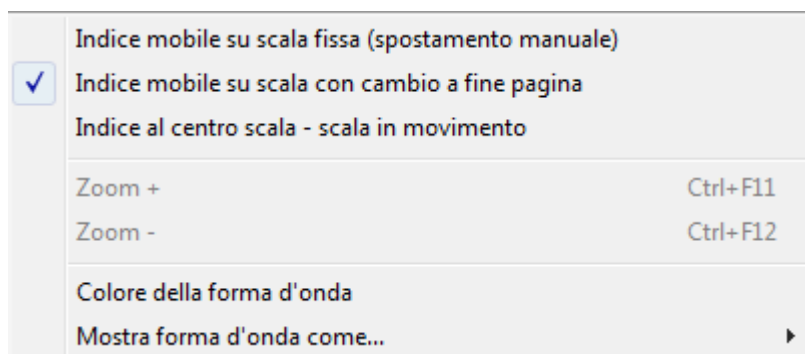 Indice mobile su scala fissa (spostamento manuale)
Indice mobile su scala con cambio a fine pagina
Indice al centro scala - scala in movimento
Zoom + Ctrl+F11
Zoom - Ctrl+F12
Colore della forma d'onda
Mostra forma d'onda come...